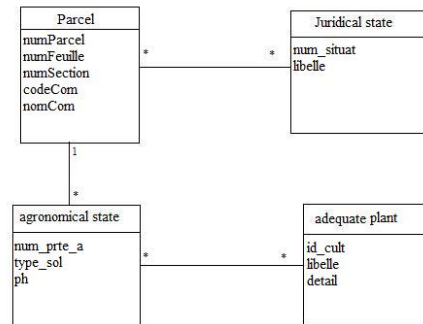 Parcel
numParcel
numFeuille
numSection
codeCom
nomCom
Juridical state
num_situat
libelle
*
*
1
*
agronomical state
num_prte_a
type_sol
ph
adequate plant
id_cult
libelle
detail
*
*